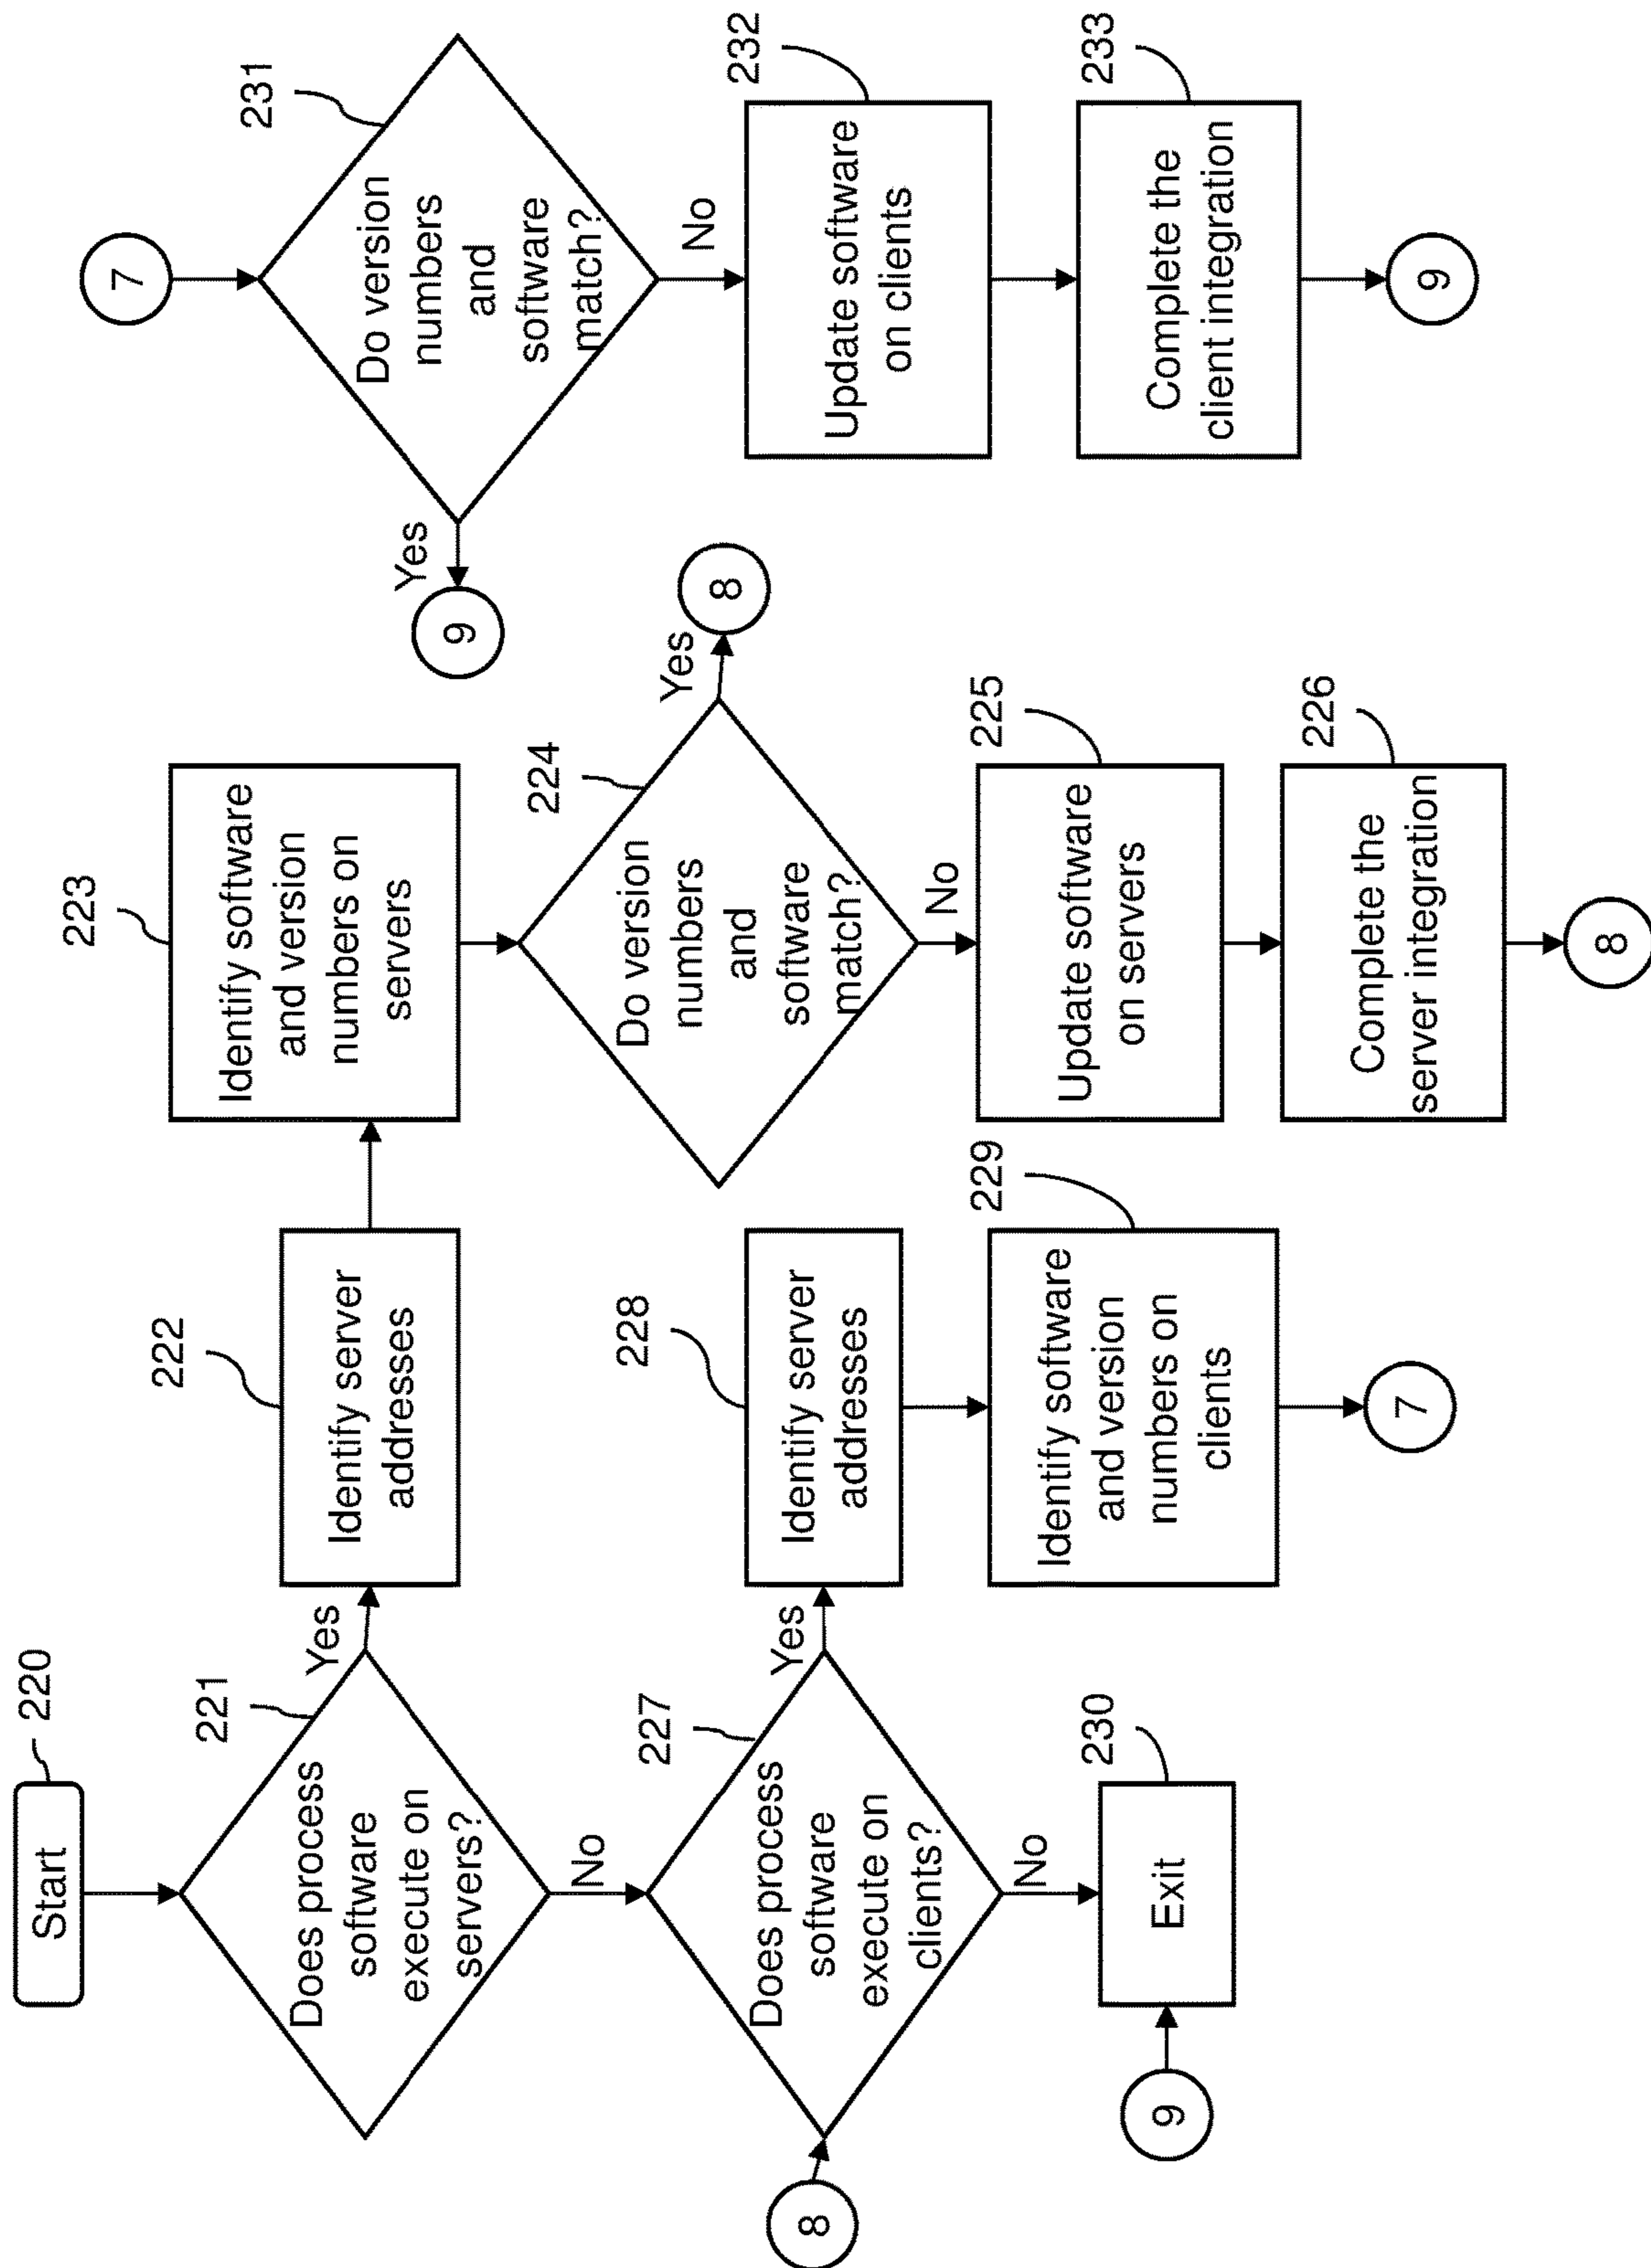 Start
220
Does process
software
execute on
servers?
221
Yes
No
Identify server
addresses
222
Identify software
and version
numbers on
servers
223
Do version
numbers
and
software
match?
224
Yes
8
No
Update software
on servers
225
Complete the
server integration
226
8
8
Does process
software
execute on
clients?
227
Yes
No
Identify server
addresses
228
Identify software
and version
numbers on
clients
229
7
9
Exit
230
7
Do version
numbers
and
software
match?
231
Yes
9
No
Update software
on clients
232
Complete the
client integration
233
9